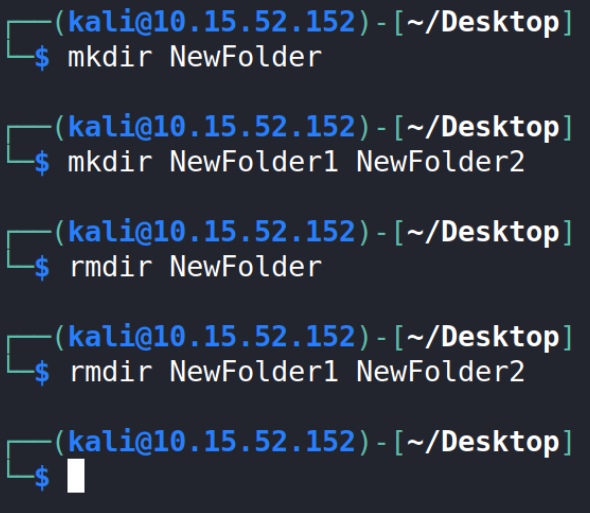 ┌──(kali@10.15.52.152)-[~/Desktop]
└─$ mkdir NewFolder
┌──(kali@10.15.52.152)-[~/Desktop]
└─$ mkdir NewFolder1 NewFolder2
┌──(kali@10.15.52.152)-[~/Desktop]
└─$ rmdir NewFolder
┌──(kali@10.15.52.152)-[~/Desktop]
└─$ rmdir NewFolder1 NewFolder2
┌──(kali@10.15.52.152)-[~/Desktop]
└─$